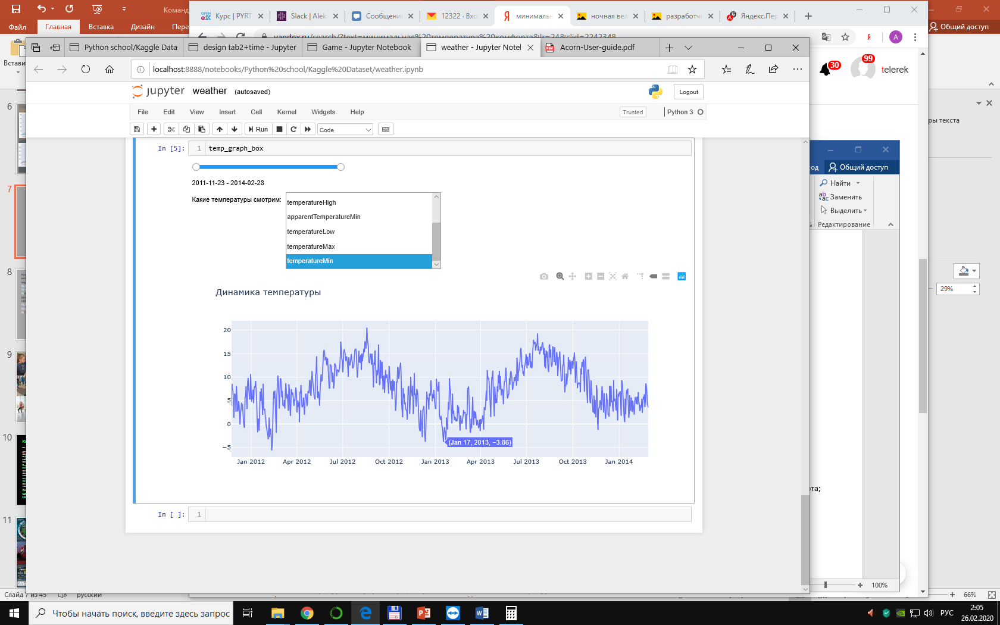 Команд
Файл
Главная
Вставка
Дизайн
Общий доступ
Курс | PYRT
Slack | Aleks
Сообщени
12322 · Вхо
минимальн
ночная вел
разработчи
Яндекс.Пер
Python school/Kaggle Data
design tab2+time - Jupyter
Game - Jupyter Notebook
weather - Jupyter Notel
Acorn-User-guide.pdf
localhost:8888/notebooks/Python%20school/Kaggle%20Dataset/weather.ipynb
30
99
telerek
jupyter weather (autosaved)
Logout
File Edit View Insert Cell Kernel Widgets Help
Trusted
Python 3
Run
Code
In [5]: 1 temp_graph_box
2011-11-23 - 2014-02-28
Какие температуры смотрим:
temperatureHigh
apparentTemperatureMin
temperatureLow
temperatureMax
temperatureMin
Динамика температуры
20
15
10
5
0
−5
(Jan 17, 2013, −3.86)
Jan 2012 Apr 2012 Jul 2012 Oct 2012 Jan 2013 Apr 2013 Jul 2013 Oct 2013 Jan 2014
In [ ]: 1
6
7
8
9
10
11
ры текста
Общий доступ
Найти
Заменить
Выделить
Редактирование
29%
та;
100%
66%
Слайд 7 из 45
русский
Чтобы начать поиск, введите здесь запрос
РУС
2:05
26.02.2020